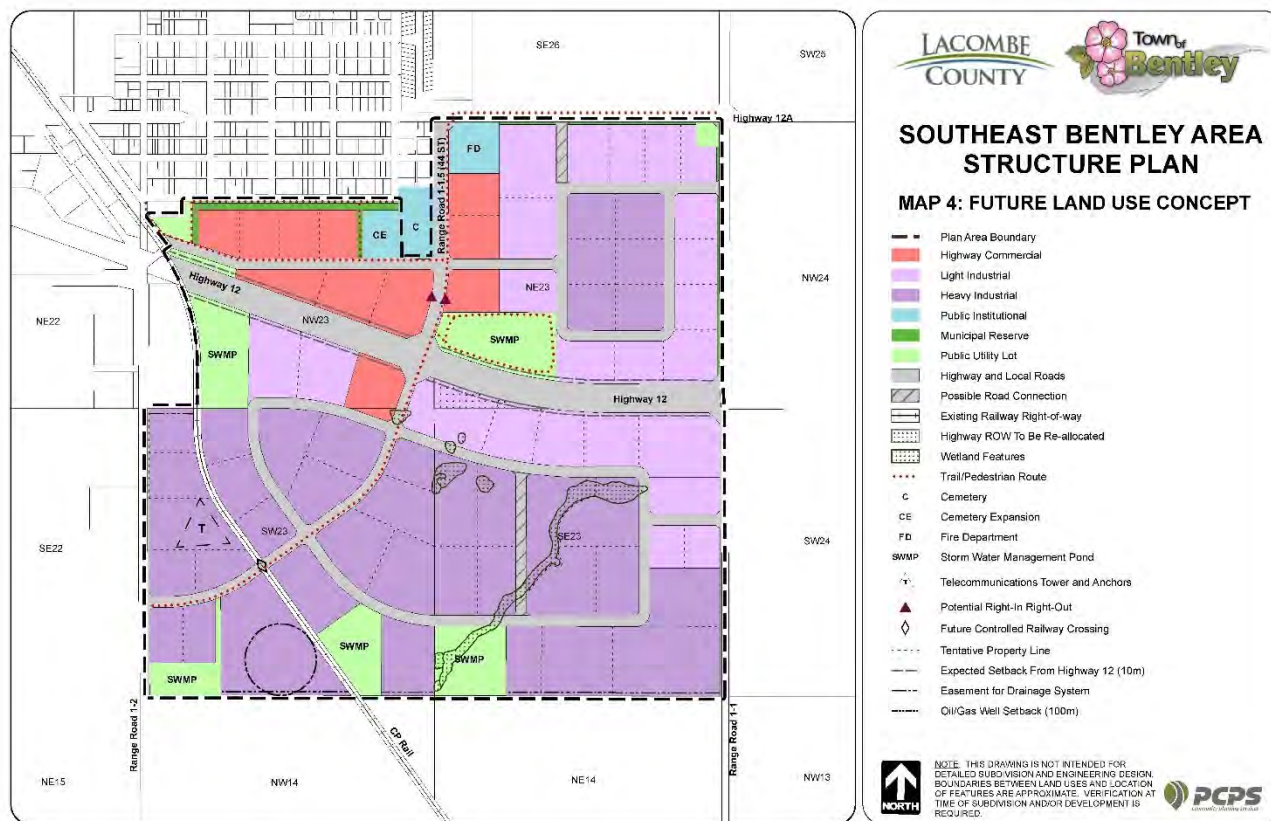 SE26
SW25
Highway 12A
FD
Range Road 1-1.5 (44 ST)
C
CE
Highway 12
NE23
NW24
NE22
NW23
SWMP
SWMP
Highway 12
SE22
T
SW23
SE23
SW24
SWMP
SWMP
SWMP
Range Road 1-2
CP Rail
Range Road 1-1
NE15
NW14
NE14
NW13
LACOMBE
COUNTY
Town of
Bentley
SOUTHEAST BENTLEY AREA
STRUCTURE PLAN
MAP 4: FUTURE LAND USE CONCEPT
Plan Area Boundary
Highway Commercial
Light Industrial
Heavy Industrial
Public Institutional
Municipal Reserve
Public Utility Lot
Highway and Local Roads
Possible Road Connection
Existing Railway Right-of-way
Highway ROW To Be Re-allocated
Wetland Features
Trail/Pedestrian Route
C Cemetery
CE Cemetery Expansion
FD Fire Department
SWMP Storm Water Management Pond
T Telecommunications Tower and Anchors
Potential Right-In Right-Out
Future Controlled Railway Crossing
Tentative Property Line
Expected Setback From Highway 12 (10m)
Easement for Drainage System
Oil/Gas Well Setback (100m)
NORTH
NOTE: THIS DRAWING IS NOT INTENDED FOR
DETAILED SUBDIVISION AND ENGINEERING DESIGN.
BOUNDARIES BETWEEN LAND USES AND LOCATION
OF FEATURES ARE APPROXIMATE. VERIFICATION AT
TIME OF SUBDIVISION AND/OR DEVELOPMENT IS
REQUIRED.
PCPS